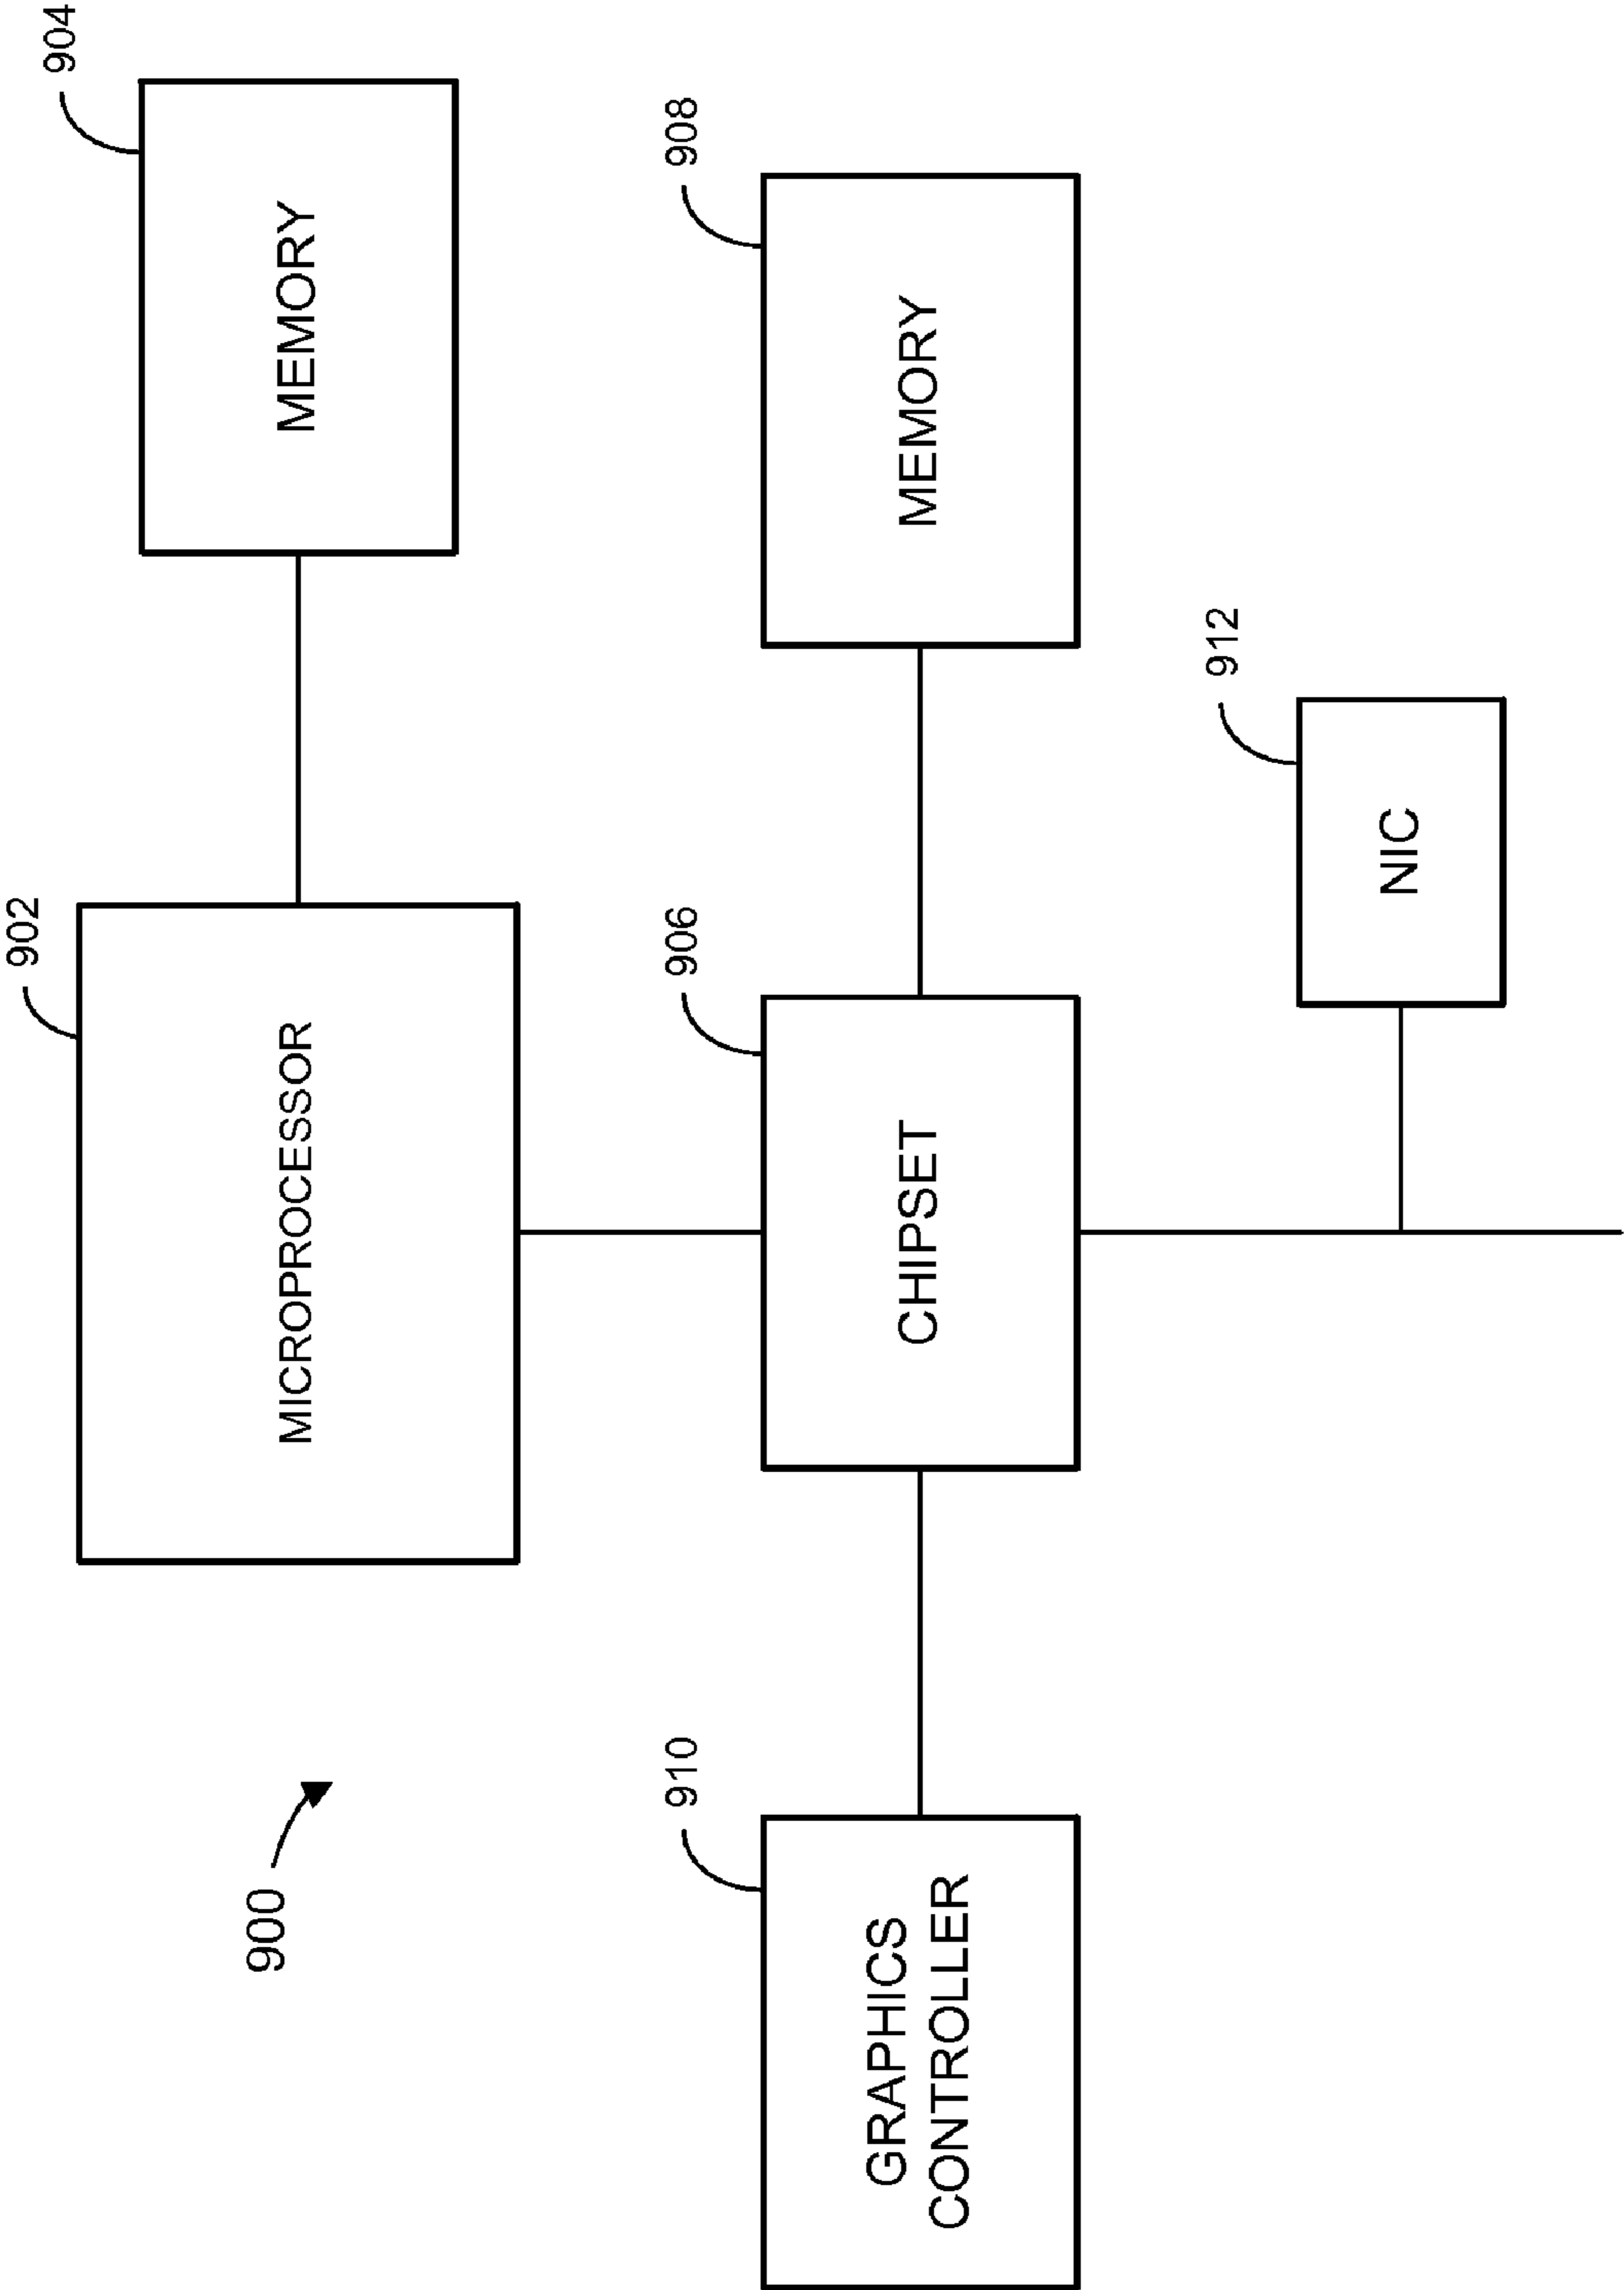 900
902
MICROPROCESSOR
904
MEMORY
910
GRAPHICS
CONTROLLER
906
CHIPSET
908
MEMORY
912
NIC